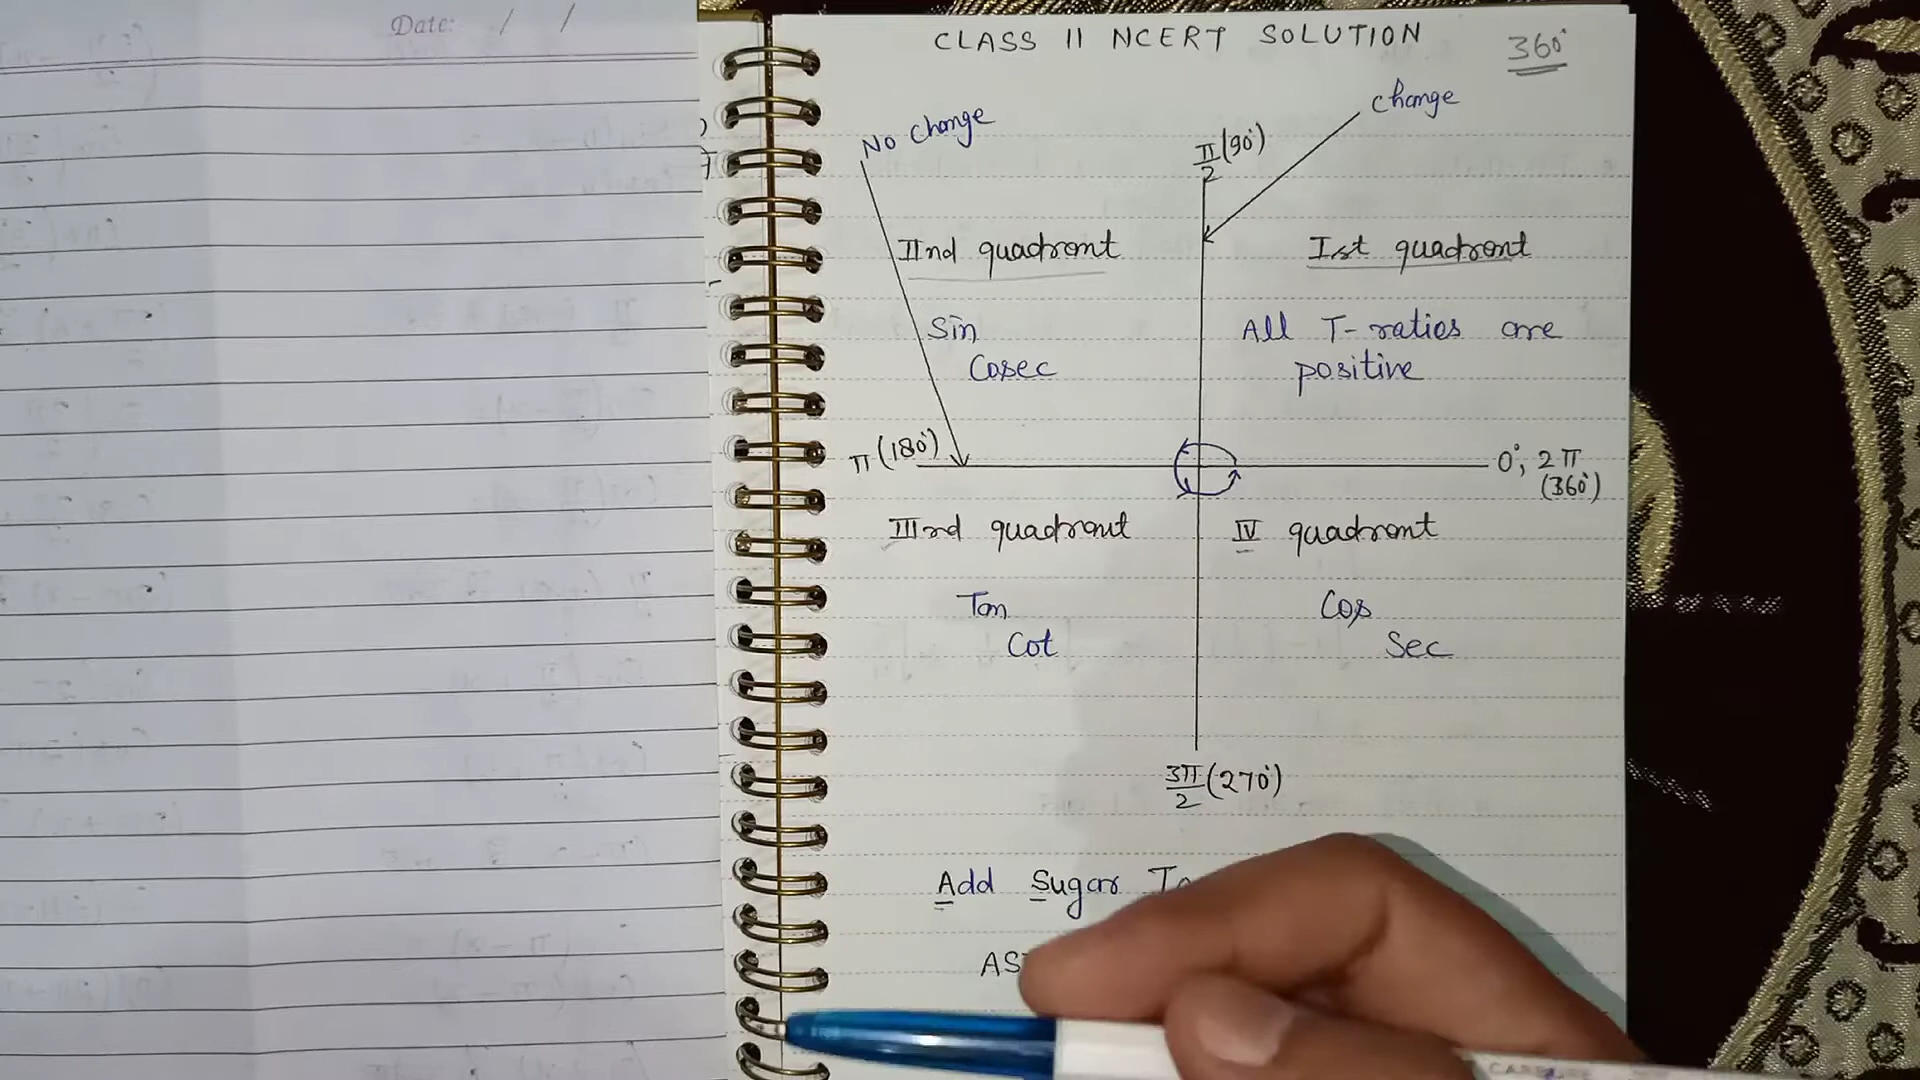 Date: / /
CLASS 11 NCERT SOLUTION
360°
Change
No Change
π/2 (90°)
IInd quadrant
Ist quadrant
Sin
Cosec
All T-ratios are
positive
π (180°)
0°, 2π
(360°)
IIIrd quadrant
IV quadrant
Tan
Cot
Cos
Sec
3π/2 (270°)
Add Sugar To
AS